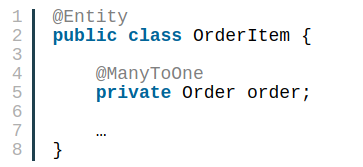 1 @Entity
2 public class OrderItem {
3
4     @ManyToOne
5     private Order order;
6
7     …
8 }